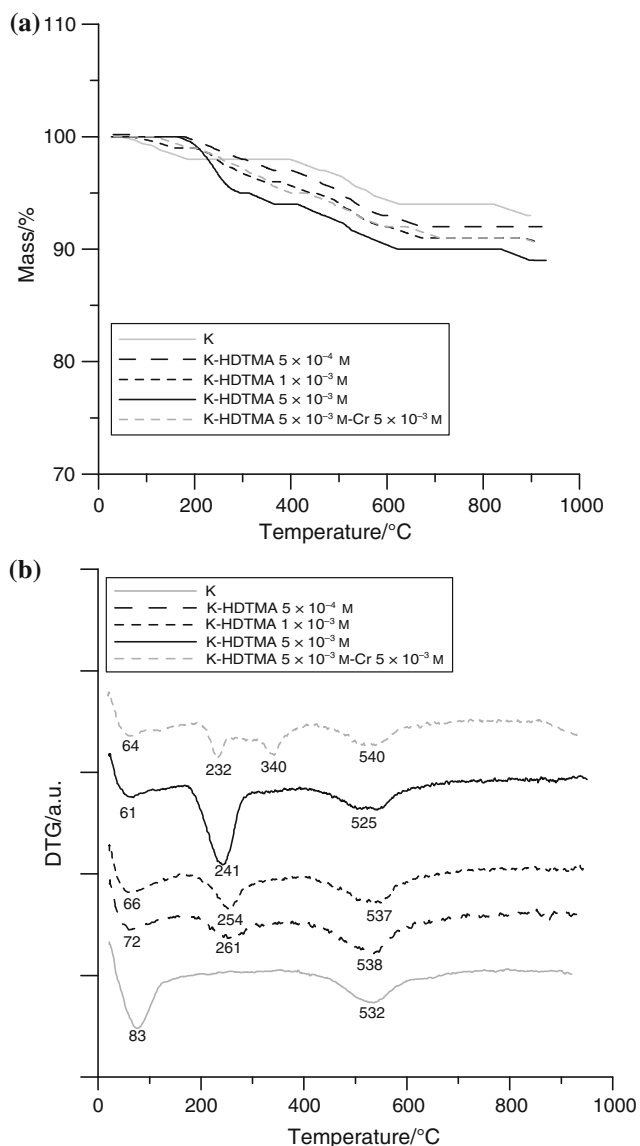 (a)
110
100
90
80
70
Mass/%
K
K-HDTMA 5 × 10⁻⁴ M
K-HDTMA 1 × 10⁻³ M
K-HDTMA 5 × 10⁻³ M
K-HDTMA 5 × 10⁻³ M-Cr 5 × 10⁻³ M
0 200 400 600 800 1000
Temperature/°C
(b)
K
K-HDTMA 5 × 10⁻⁴ M
K-HDTMA 1 × 10⁻³ M
K-HDTMA 5 × 10⁻³ M
K-HDTMA 5 × 10⁻³ M-Cr 5 × 10⁻³ M
DTG/a.u.
64 232 340 540
61 241 525
66 254 537
72 261 538
83 532
0 200 400 600 800 1000
Temperature/°C